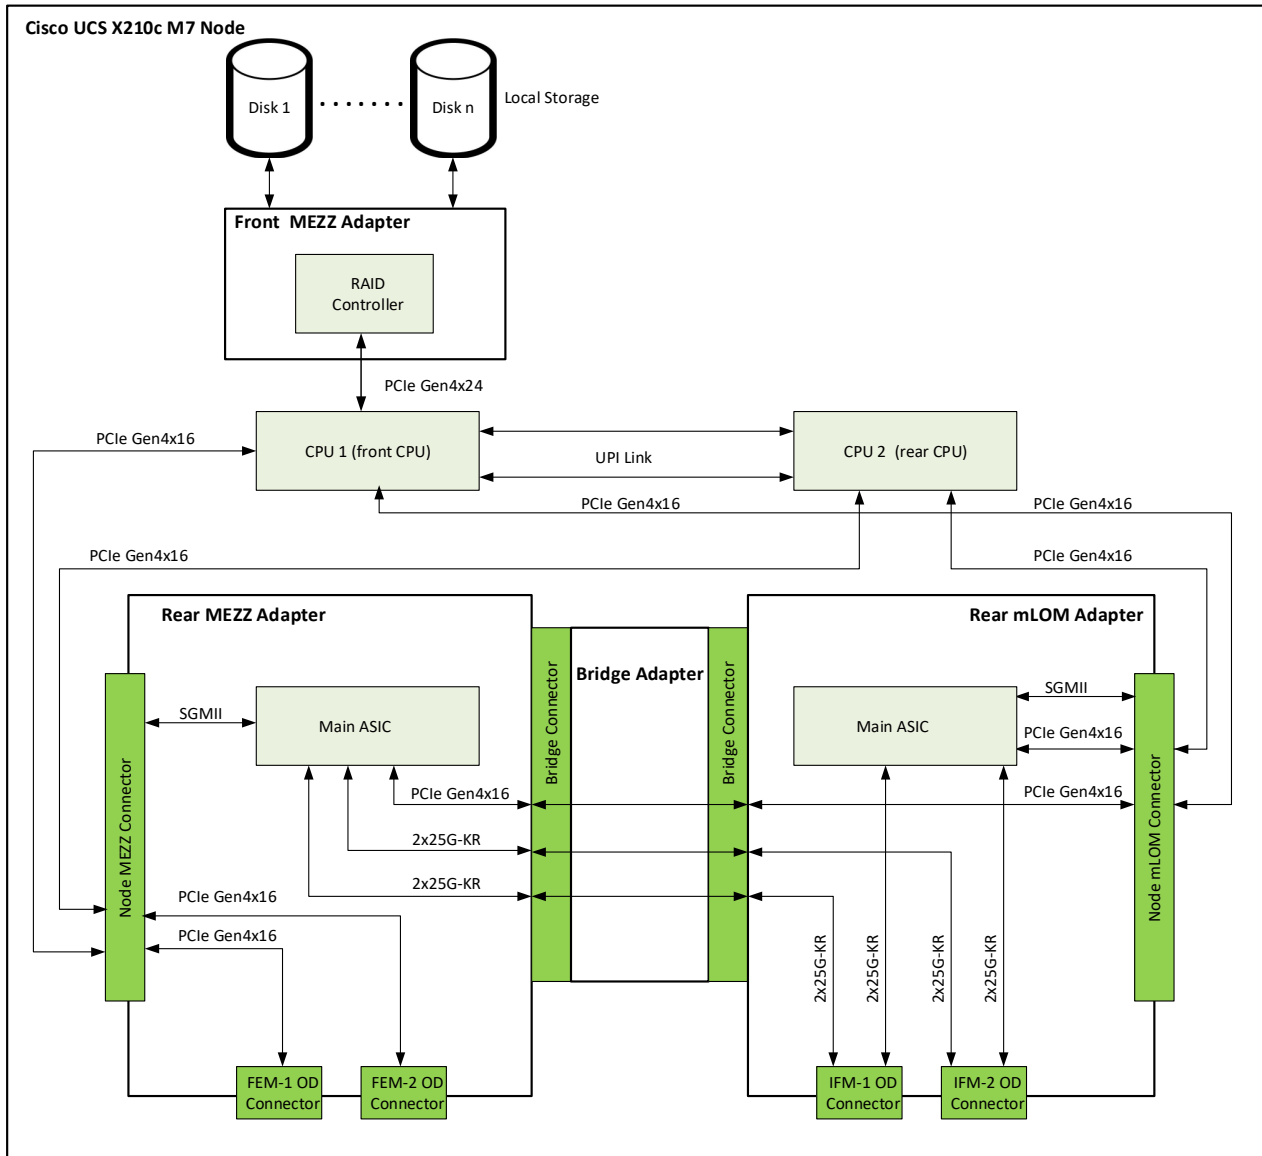 Cisco UCS X210c M7 Node
Disk 1
Disk n
Local Storage
Front  MEZZ Adapter
RAID
Controller
PCIe Gen4x24
PCIe Gen4x16
CPU 1 (front CPU)
UPI Link
CPU 2  (rear CPU)
PCIe Gen4x16
PCIe Gen4x16
PCIe Gen4x16
PCIe Gen4x16
Rear MEZZ Adapter
Rear mLOM Adapter
Bridge Connector
Bridge Adapter
Bridge Connector
SGMII
Main ASIC
Main ASIC
SGMII
PCIe Gen4x16
Node MEZZ Connector
PCIe Gen4x16
PCIe Gen4x16
Node mLOM Connector
2x25G-KR
2x25G-KR
PCIe Gen4x16
PCIe Gen4x16
2x25G-KR
2x25G-KR
2x25G-KR
2x25G-KR
FEM-1 OD
Connector
FEM-2 OD
Connector
IFM-1 OD
Connector
IFM-2 OD
Connector